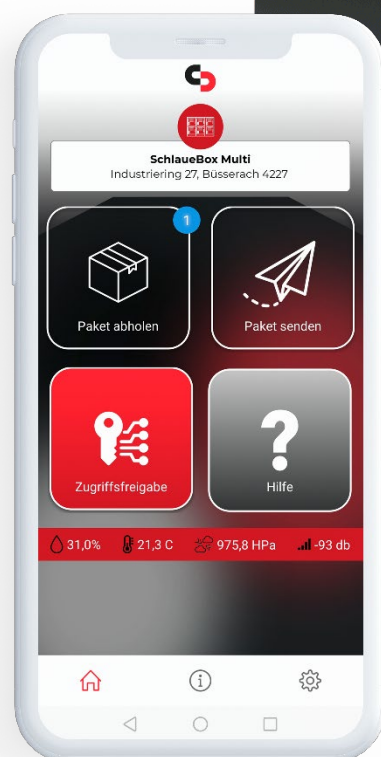 SchlaueBox Multi
Industriering 27, Büsserach 4227
1
Paket abholen
Paket senden
?
Zugriffsfreigabe
Hilfe
31,0% 21,3 C 975,8 HPa -93 db
i